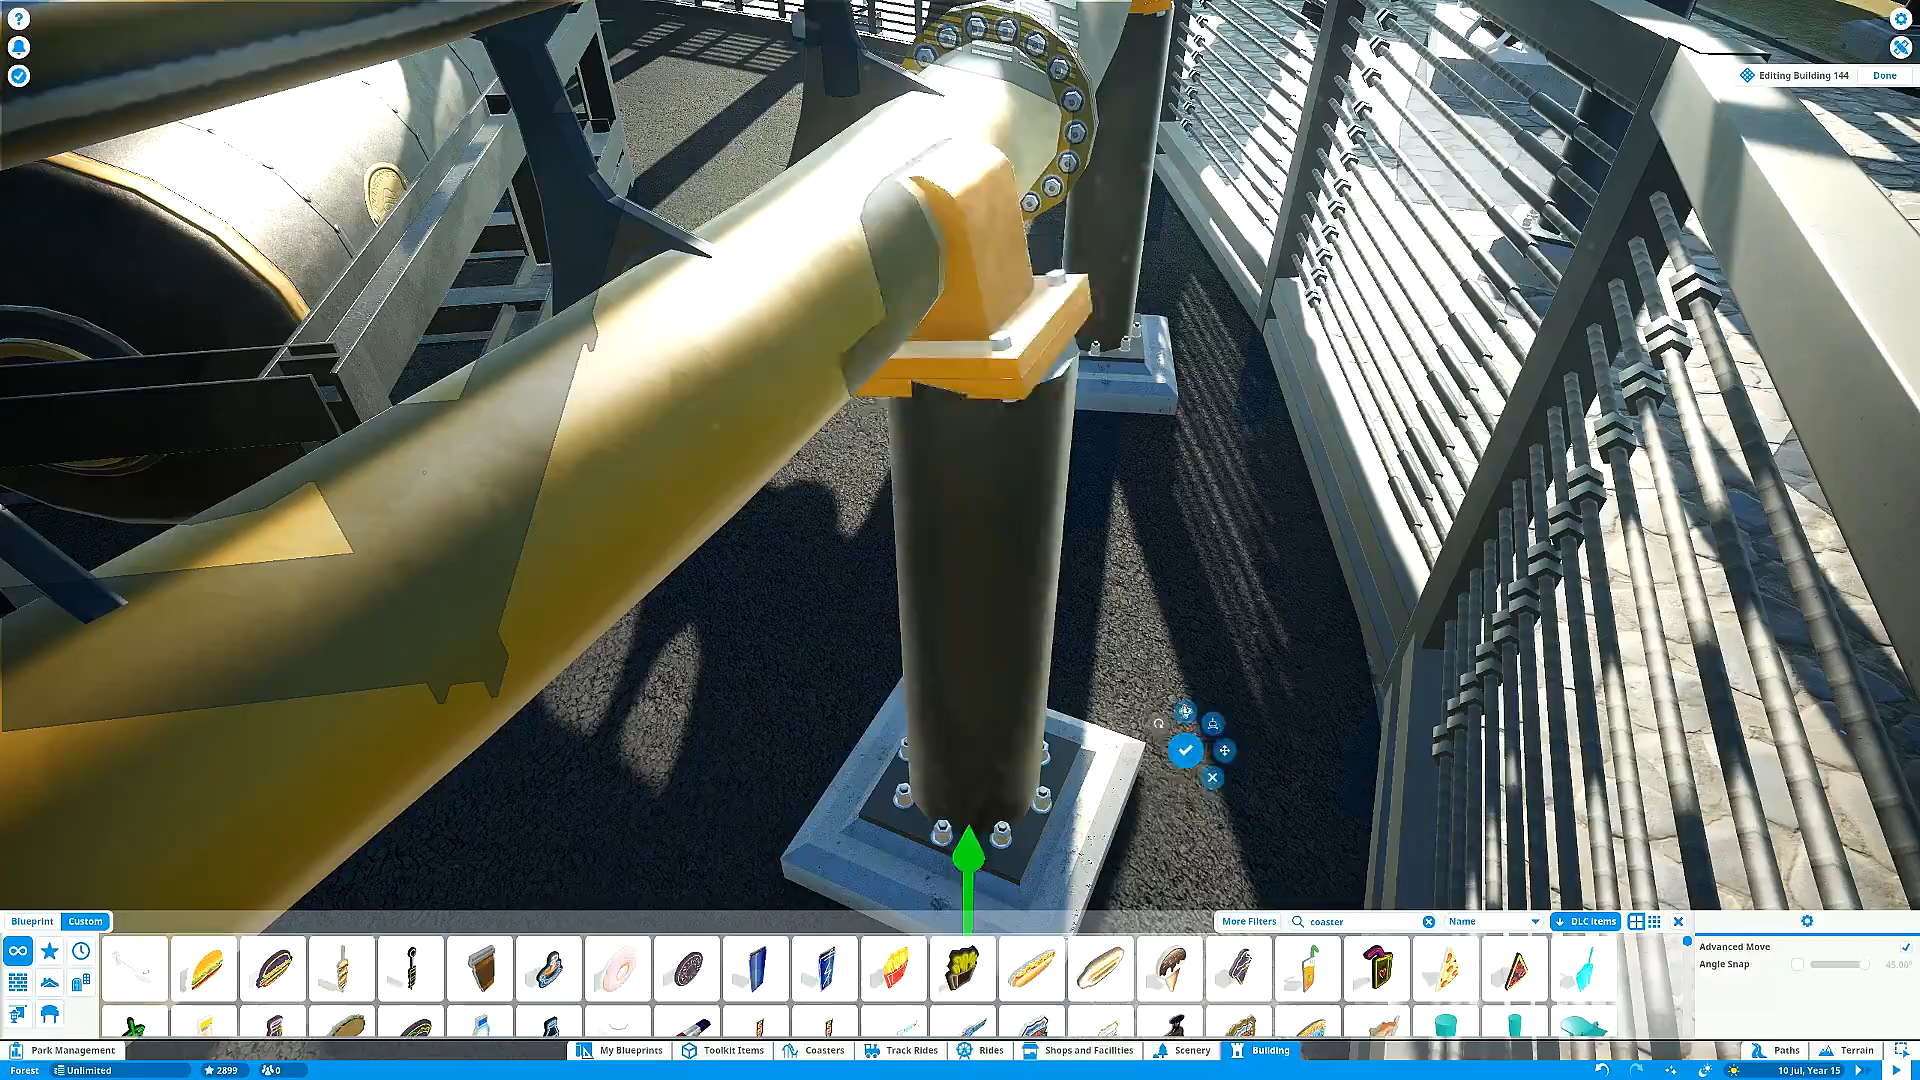 ?
Editing Building 144
Done
Blueprint
Custom
More Filters
coaster
Name
DLC Items
Advanced Move
Angle Snap
45.00°
Park Management
My Blueprints
Toolkit Items
Coasters
Track Rides
Rides
Shops and Facilities
Scenery
Building
Paths
Terrain
Forest
Unlimited
2899
0
10 Jul, Year 15